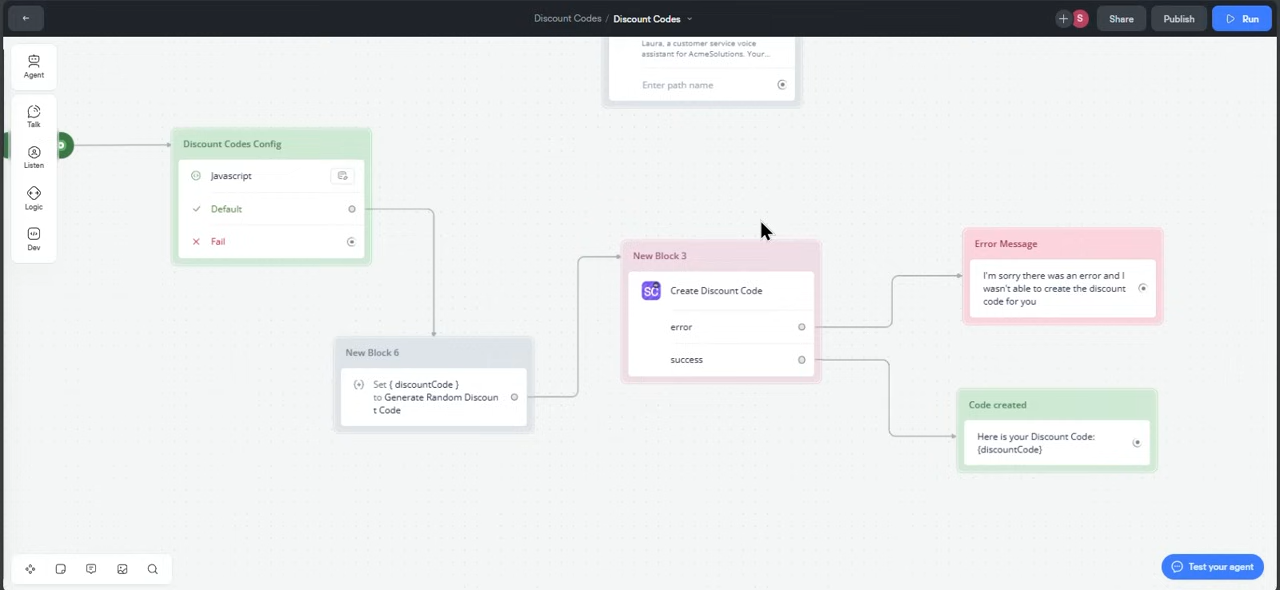 Discount Codes / Discount Codes
S
Share
Publish
Run
Agent
Talk
Listen
Logic
Dev
Laura, a customer service voice
assistant for AcmeSolutions. Your...
Enter path name
Discount Codes Config
Javascript
Default
Fail
New Block 6
Set { discountCode }
to Generate Random Discoun
t Code
New Block 3
SC Create Discount Code
error
success
Error Message
I'm sorry there was an error and I
wasn't able to create the discount
code for you
Code created
Here is your Discount Code:
{discountCode}
Test your agent